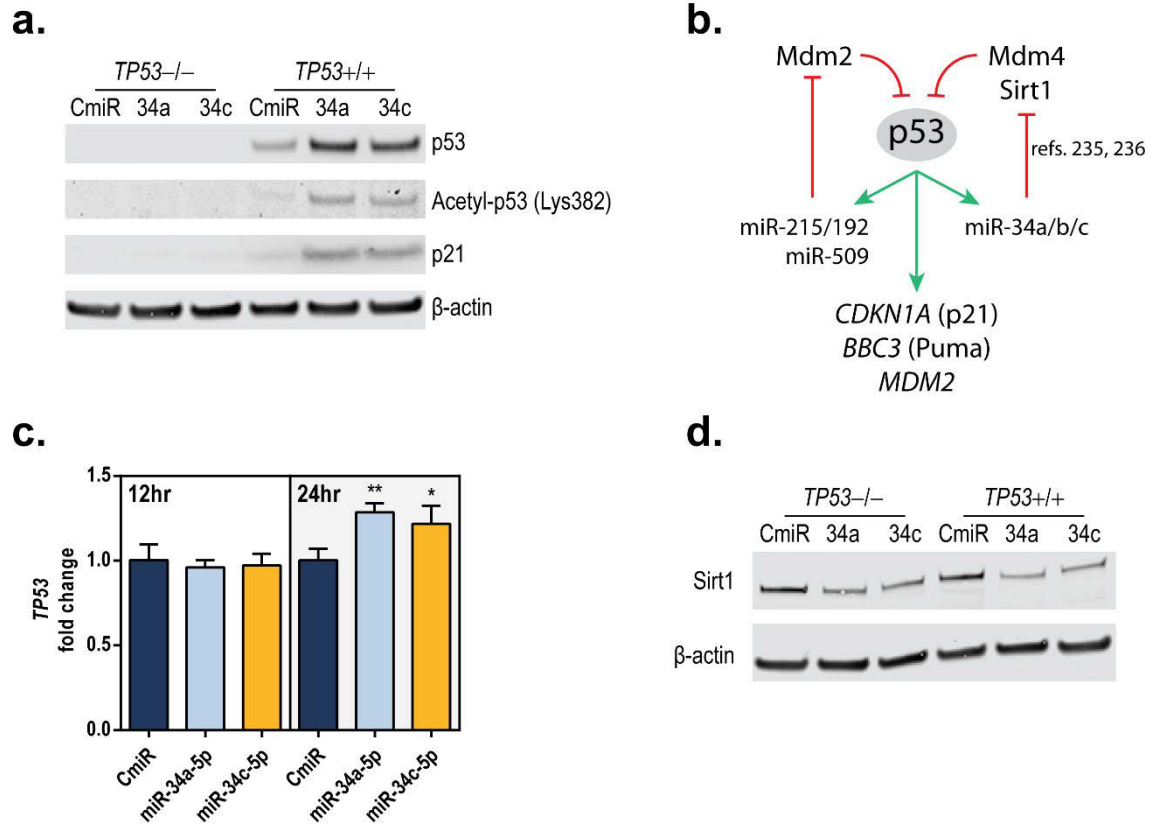 a.
TP53–/– TP53+/+
CmiR 34a 34c CmiR 34a 34c
p53
Acetyl-p53 (Lys382)
p21
β-actin
b.
Mdm2 Mdm4
Sirt1
p53
refs. 235, 236
miR-215/192 miR-34a/b/c
miR-509
CDKN1A (p21)
BBC3 (Puma)
MDM2
c.
TP53
fold change
1.5
1.0
0.5
0.0
12hr 24hr
** *
CmiR
miR-34a-5p
miR-34c-5p
CmiR
miR-34a-5p
miR-34c-5p
d.
TP53–/– TP53+/+
CmiR 34a 34c CmiR 34a 34c
Sirt1
β-actin